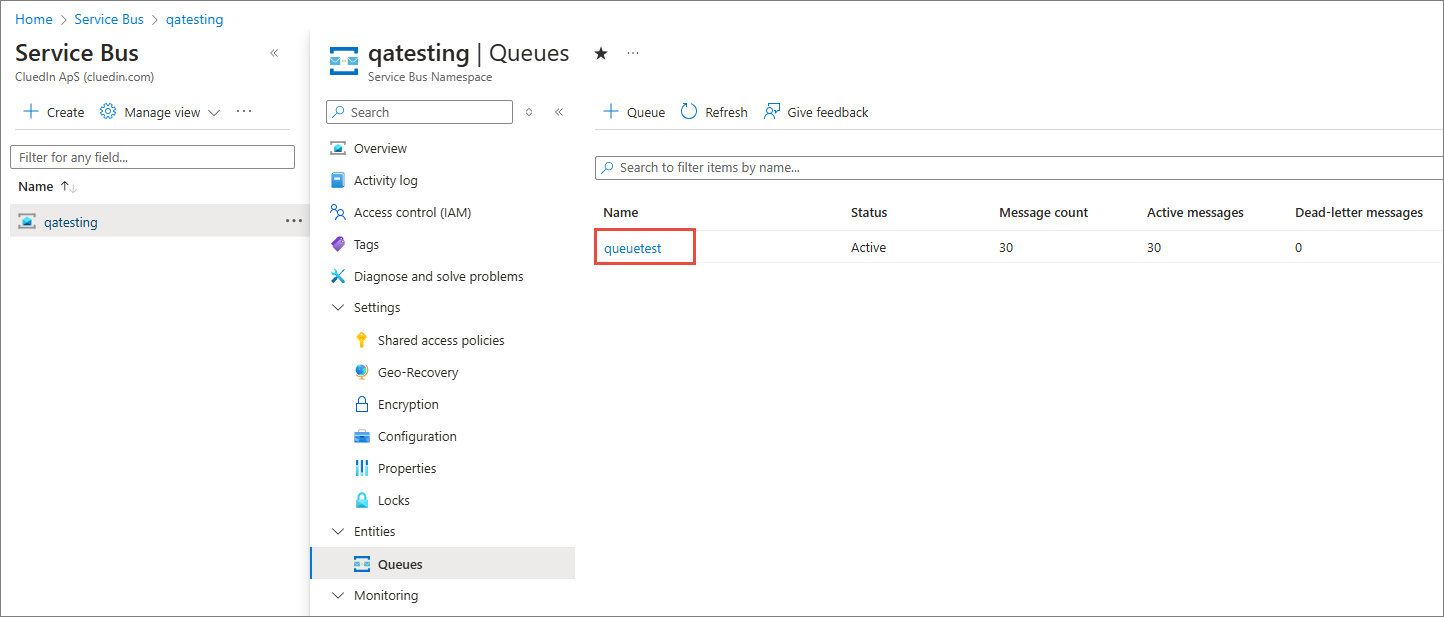 Home > Service Bus > qatesting
Service Bus
CluedIn ApS (cluedin.com)
+ Create Manage view ...
Filter for any field...
Name ↑↓
qatesting ...
qatesting | Queues ★ ...
Service Bus Namespace
Search
Overview
Activity log
Access control (IAM)
Tags
Diagnose and solve problems
Settings
Shared access policies
Geo-Recovery
Encryption
Configuration
Properties
Locks
Entities
Queues
Monitoring
+ Queue Refresh Give feedback
Search to filter items by name...
Name Status Message count Active messages Dead-letter messages
queuetest Active 30 30 0